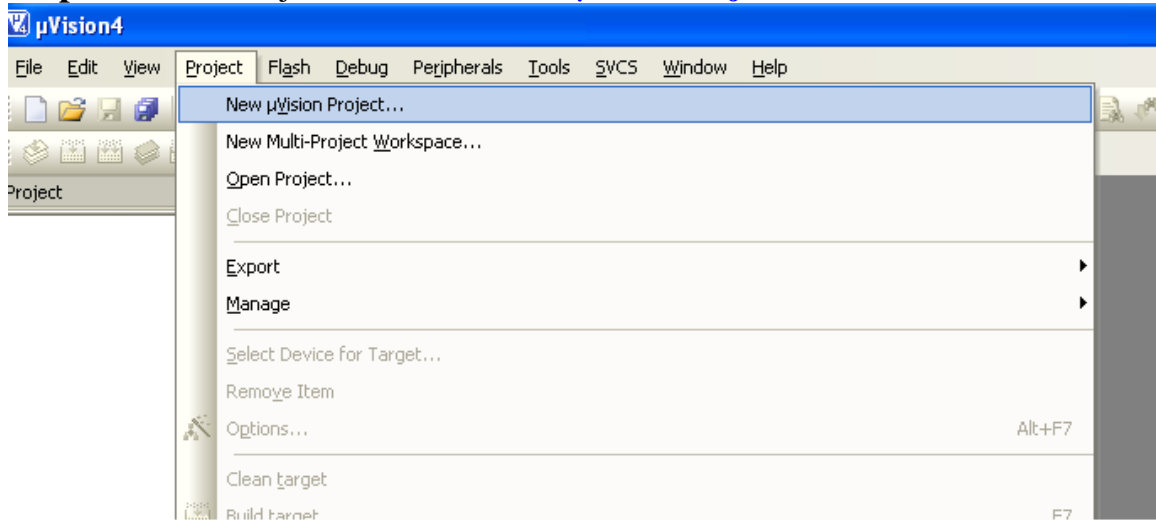 µVision4
File Edit View Project Flash Debug Peripherals Tools SVCS Window Help
New µVision Project...
New Multi-Project Workspace...
Project
Open Project...
Close Project
Export
Manage
Select Device for Target...
Remove Item
Options... Alt+F7
Clean target
Build target F7